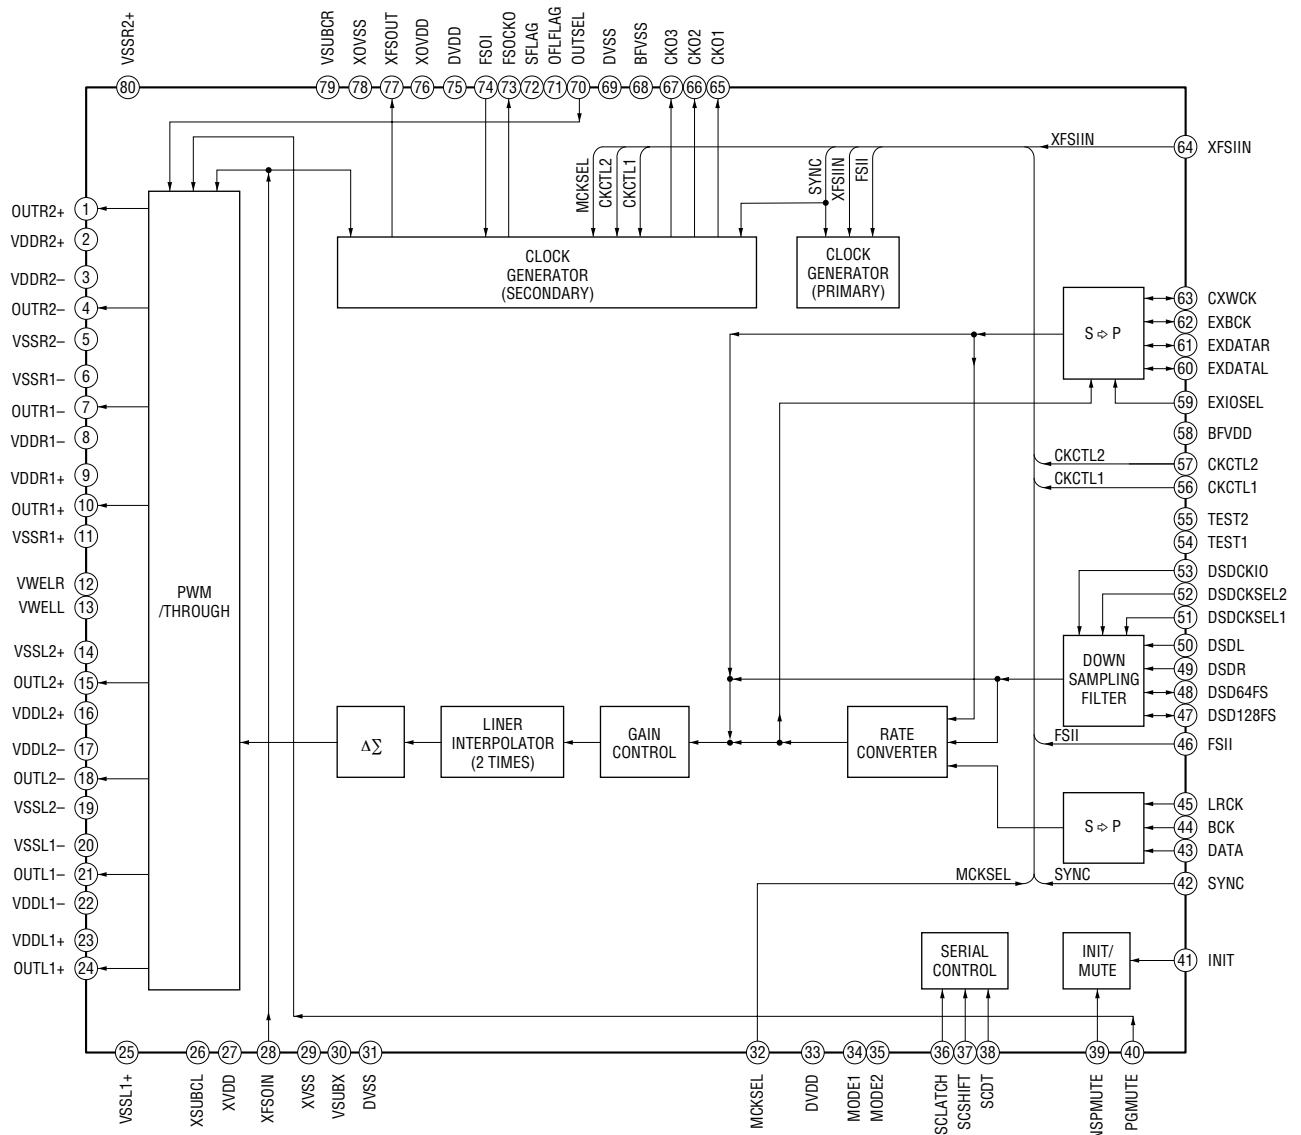 VSSR2+
VSUBCR
XOVSS
XFSOUT
XOVDD
DVDD
FSOI
FSOCKO
SFLAG
OFLFLAG
OUTSEL
DVSS
BFVSS
CKO3
CKO2
CKO1
80
79
78
77
76
75
74
73
72
71
70
69
68
67
66
65
OUTR2+ 1
VDDR2+ 2
VDDR2− 3
OUTR2− 4
VSSR2− 5
VSSR1− 6
OUTR1− 7
VDDR1− 8
VDDR1+ 9
OUTR1+ 10
VSSR1+ 11
VWELR 12
VWELL 13
VSSL2+ 14
OUTL2+ 15
VDDL2+ 16
VDDL2− 17
OUTL2− 18
VSSL2− 19
VSSL1− 20
OUTL1− 21
VDDL1− 22
VDDL1+ 23
OUTL1+ 24
PWM
/THROUGH
MCKSEL
CKCTL2
CKCTL1
SYNC
XFSIIN
FSII
CLOCK
GENERATOR
(SECONDARY)
CLOCK
GENERATOR
(PRIMARY)
ΔΣ
LINER
INTERPOLATOR
(2 TIMES)
GAIN
CONTROL
RATE
CONVERTER
S ⇨ P
DOWN
SAMPLING
FILTER
S ⇨ P
SERIAL
CONTROL
INIT/
MUTE
XFSIIN
CKCTL2
CKCTL1
FSII
MCKSEL
SYNC
64 XFSIIN
63 CXWCK
62 EXBCK
61 EXDATAR
60 EXDATAL
59 EXIOSEL
58 BFVDD
57 CKCTL2
56 CKCTL1
55 TEST2
54 TEST1
53 DSDCKIO
52 DSDCKSEL2
51 DSDCKSEL1
50 DSDL
49 DSDR
48 DSD64FS
47 DSD128FS
46 FSII
45 LRCK
44 BCK
43 DATA
42 SYNC
41 INIT
25
26
27
28
29
30
31
32
33
34
35
36
37
38
39
40
VSSL1+
XSUBCL
XVDD
XFSOIN
XVSS
VSUBX
DVSS
MCKSEL
DVDD
MODE1
MODE2
SCLATCH
SCSHIFT
SCDT
NSPMUTE
PGMUTE